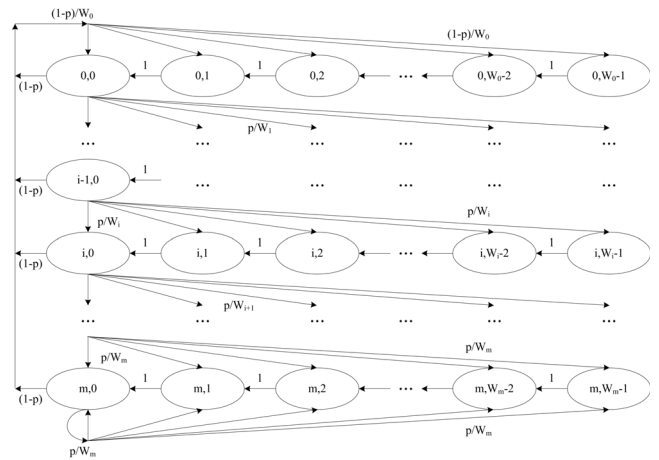 (1-p)/W₀
(1-p)/W₀
0,0 1 0,1 1 0,2 ... 0,W₀-2 1 0,W₀-1
(1-p)
p/W₁
... ... ... ... ... ...
i-1,0 1 ... ... ... ... ...
(1-p)
p/Wᵢ p/Wᵢ
i,0 1 i,1 1 i,2 ... i,Wᵢ-2 1 i,Wᵢ-1
(1-p)
p/Wᵢ₊₁
... ... ... ... ... ...
p/Wₘ p/Wₘ
m,0 1 m,1 1 m,2 ... m,Wₘ-2 1 m,Wₘ-1
(1-p)
p/Wₘ
p/Wₘ